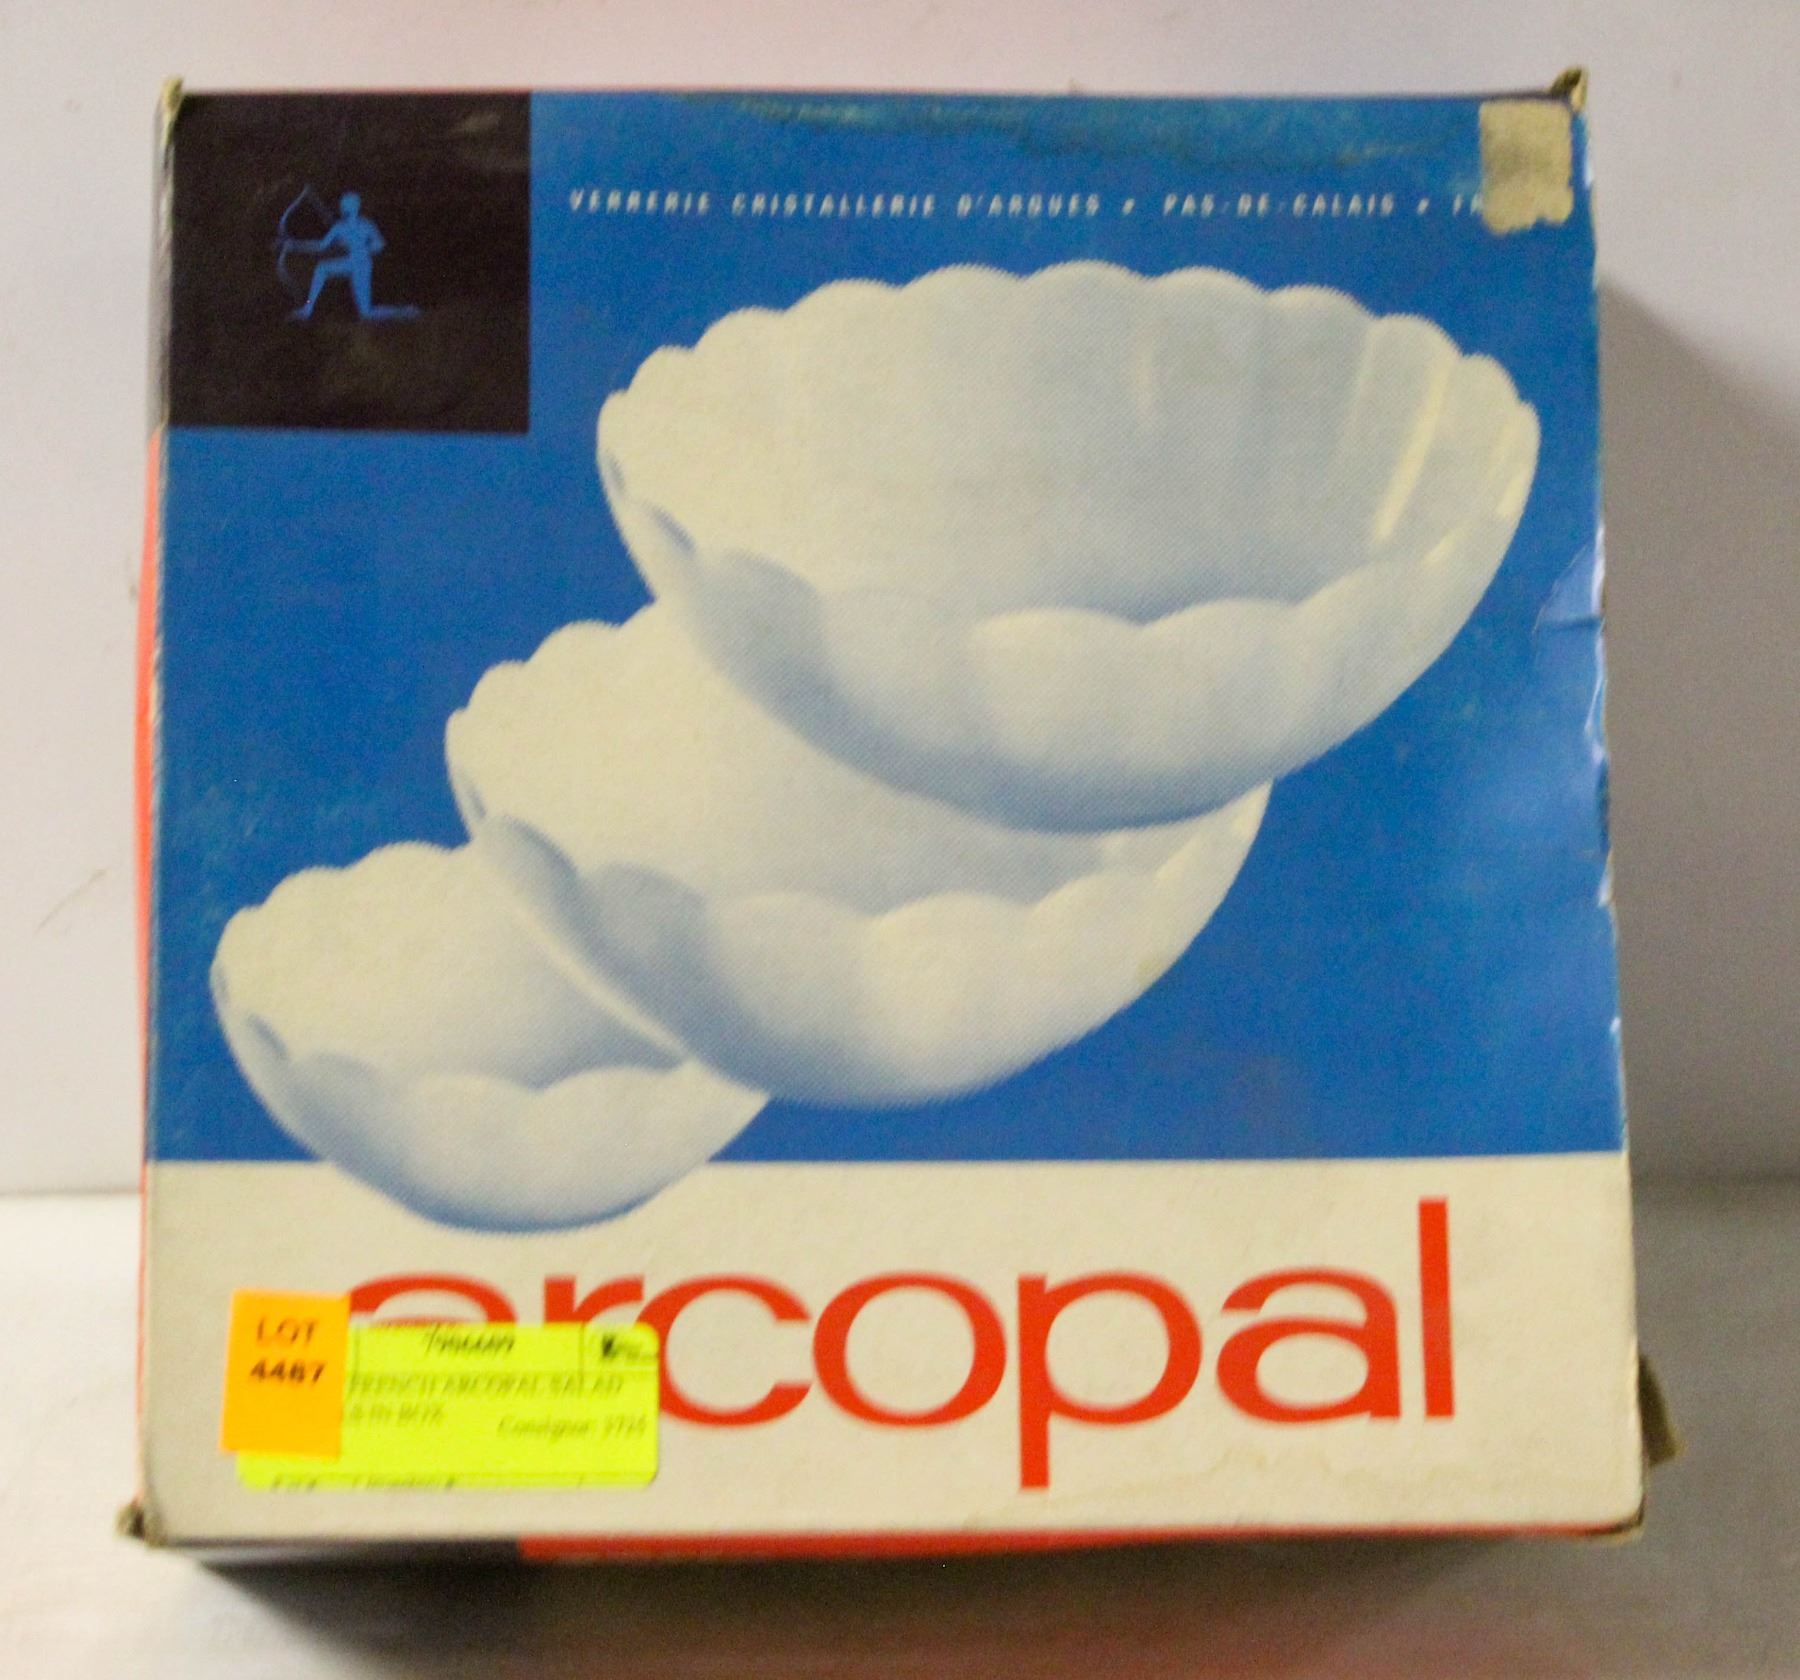 VERRERIE CRISTALLERIE D'ARQUES • PAS-DE-CALAIS •
arcopal
LOT
4467
FRENCH ARCOPAL SALAD
IN BOX
Consignor: